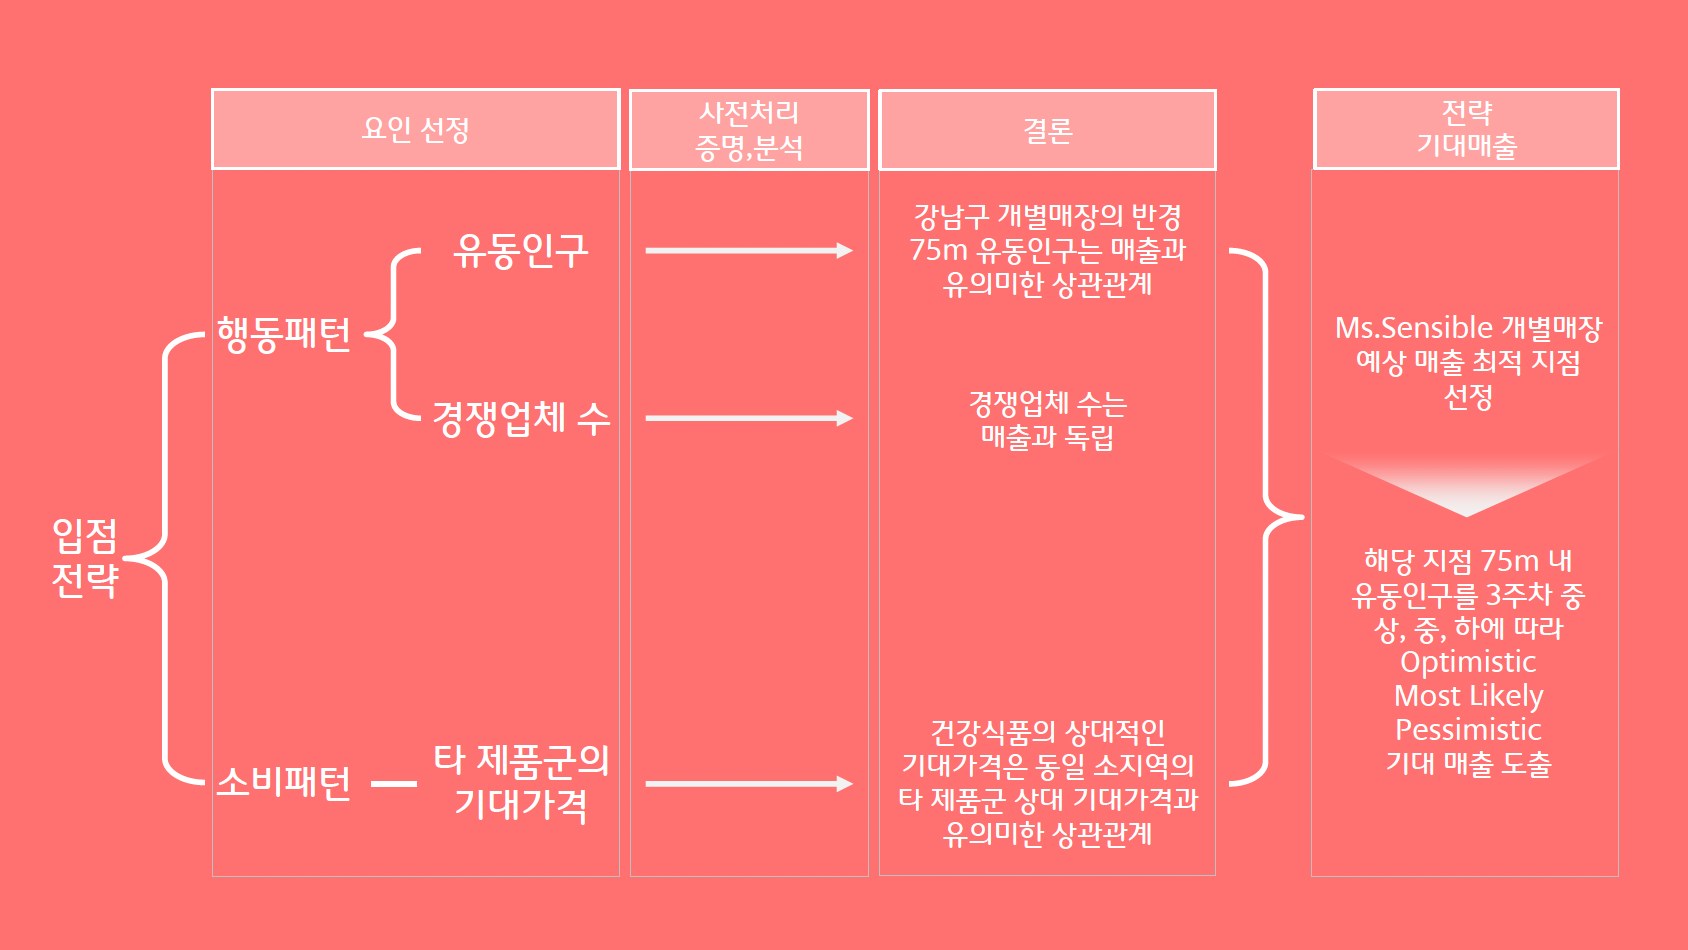 요인 선정
사전처리
증명,분석
결론
전략
기대매출
입점
전략
행동패턴
유동인구
경쟁업체 수
소비패턴
타 제품군의
기대가격
강남구 개별매장의 반경
75m 유동인구는 매출과
유의미한 상관관계
경쟁업체 수는
매출과 독립
건강식품의 상대적인
기대가격은 동일 소지역의
타 제품군 상대 기대가격과
유의미한 상관관계
Ms.Sensible 개별매장
예상 매출 최적 지점
선정
해당 지점 75m 내
유동인구를 3주차 중
상, 중, 하에 따라
Optimistic
Most Likely
Pessimistic
기대 매출 도출